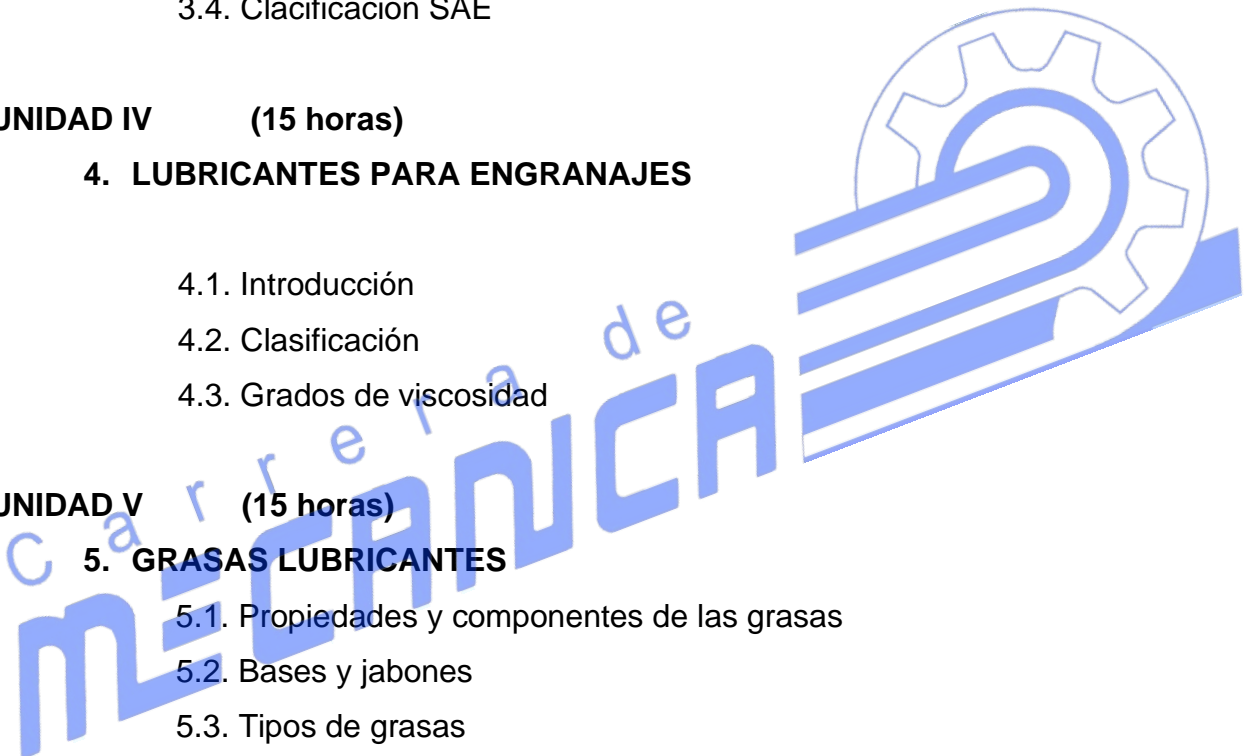 3.4. Clacificación SAE
UNIDAD IV (15 horas)
4. LUBRICANTES PARA ENGRANAJES
4.1. Introducción
4.2. Clasificación
4.3. Grados de viscosidad
UNIDAD V (15 horas)
5. GRASAS LUBRICANTES
5.1. Propiedades y componentes de las grasas
5.2. Bases y jabones
5.3. Tipos de grasas
Carrera de
MECANICA